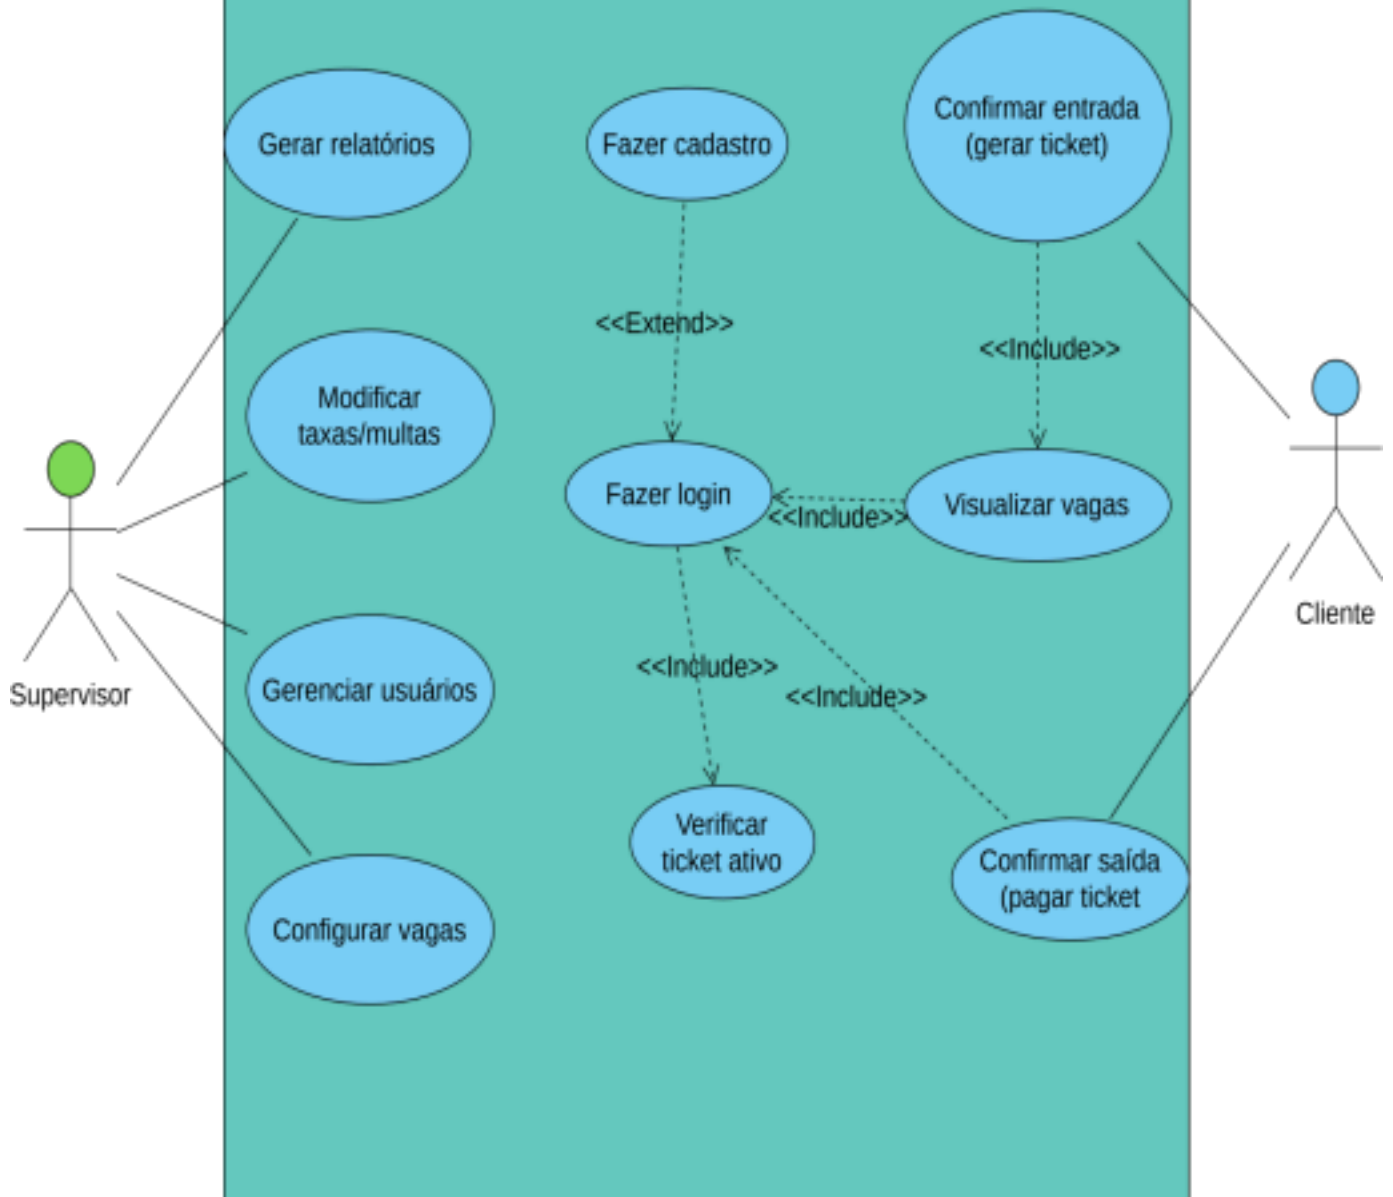 Gerar relatórios
Fazer cadastro
Confirmar entrada
(gerar ticket)
<<Extend>>
<<Include>>
Modificar
taxas/multas
Fazer login
Visualizar vagas
<<Include>>
Cliente
Supervisor
Gerenciar usuários
<<Include>>
<<Include>>
Verificar
ticket ativo
Confirmar saída
(pagar ticket
Configurar vagas